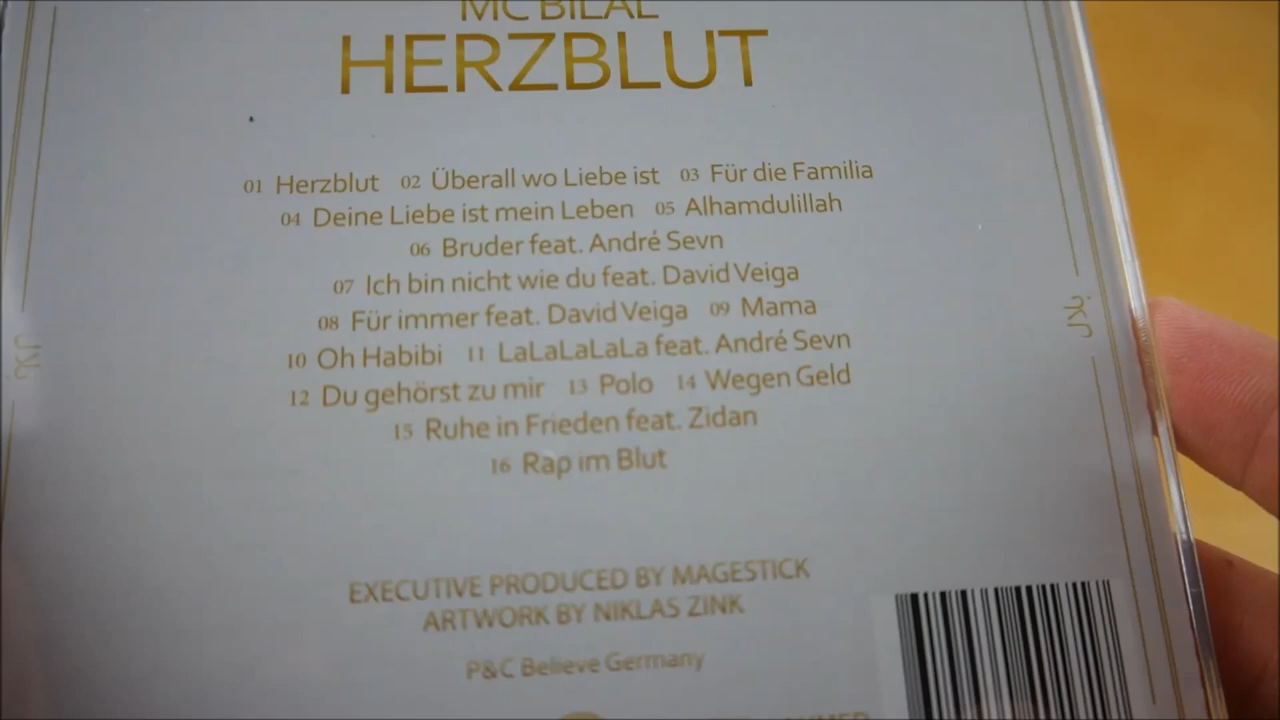 MC BILAL
HERZBLUT
01 Herzblut 02 Überall wo Liebe ist 03 Für die Familia
04 Deine Liebe ist mein Leben 05 Alhamdulillah
06 Bruder feat. André Sevn
07 Ich bin nicht wie du feat. David Veiga
08 Für immer feat. David Veiga 09 Mama
10 Oh Habibi 11 LaLaLaLaLa feat. André Sevn
12 Du gehörst zu mir 13 Polo 14 Wegen Geld
15 Ruhe in Frieden feat. Zidan
16 Rap im Blut
EXECUTIVE PRODUCED BY MAGESTICK
ARTWORK BY NIKLAS ZINK
P&C Believe Germany